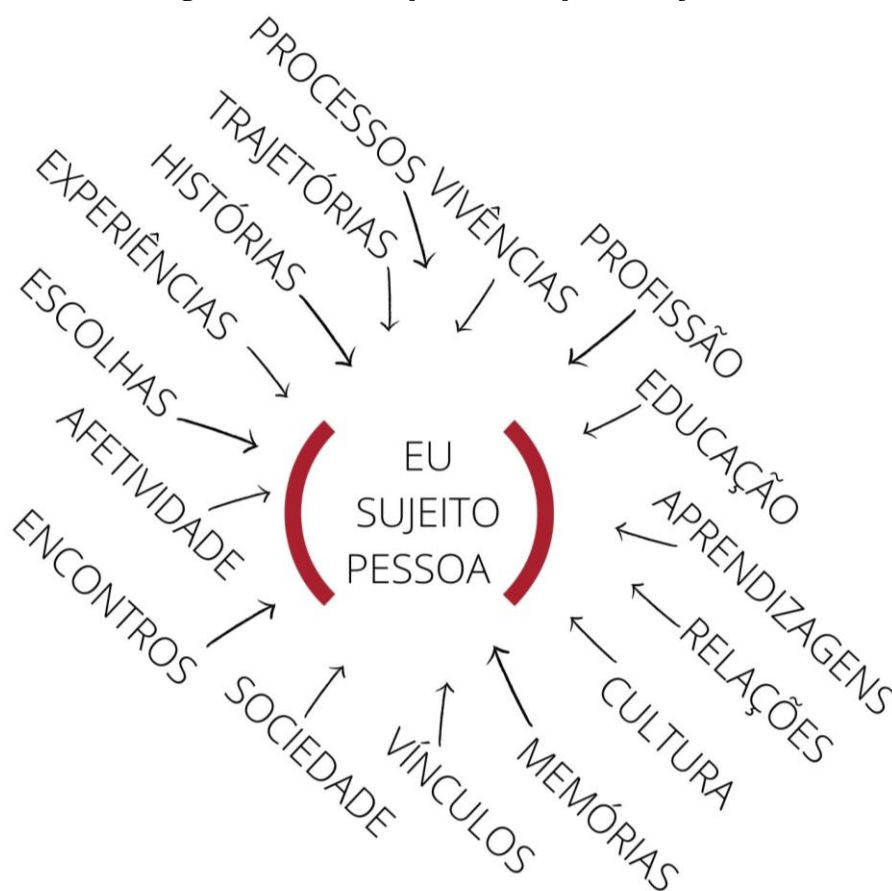 PROCESSOS
VIVÊNCIAS
TRAJETÓRIAS
HISTÓRIAS
EXPERIÊNCIAS
ESCOLHAS
AFETIVIDADE
ENCONTROS
SOCIEDADE
VÍNCULOS
MEMÓRIAS
CULTURA
RELAÇÕES
APRENDIZAGENS
EDUCAÇÃO
PROFISSÃO
EU
SUJEITO
PESSOA